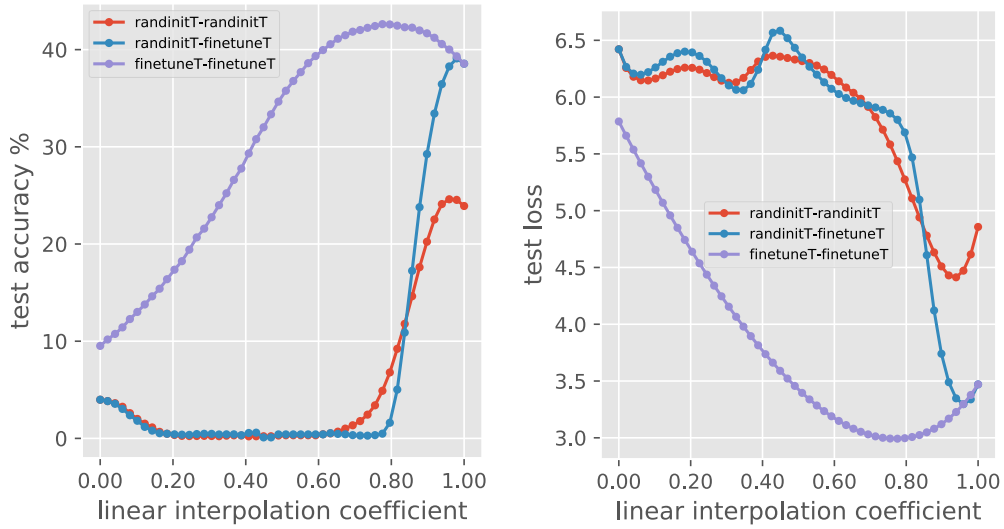 test accuracy %
40
30
20
10
0
randinitT-randinitT
randinitT-finetuneT
finetuneT-finetuneT
0.00 0.20 0.40 0.60 0.80 1.00
linear interpolation coefficient
test loss
6.5
6.0
5.5
5.0
4.5
4.0
3.5
3.0
randinitT-randinitT
randinitT-finetuneT
finetuneT-finetuneT
0.00 0.20 0.40 0.60 0.80 1.00
linear interpolation coefficient